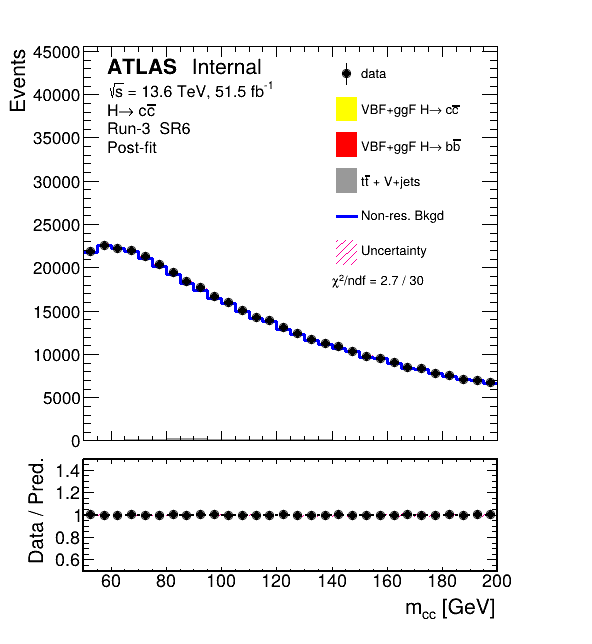 Events
45000
40000
35000
30000
25000
20000
15000
10000
5000
0
ATLAS Internal
√s = 13.6 TeV, 51.5 fb⁻¹
H→ cc̅
Run-3 SR6
Post-fit
data
VBF+ggF H→ cc̅
VBF+ggF H→ bb̅
tt̅ + V+jets
Non-res. Bkgd
Uncertainty
χ²/ndf = 2.7 / 30
Data / Pred.
1.4
1.2
1
0.8
0.6
60 80 100 120 140 160 180 200
m_cc [GeV]